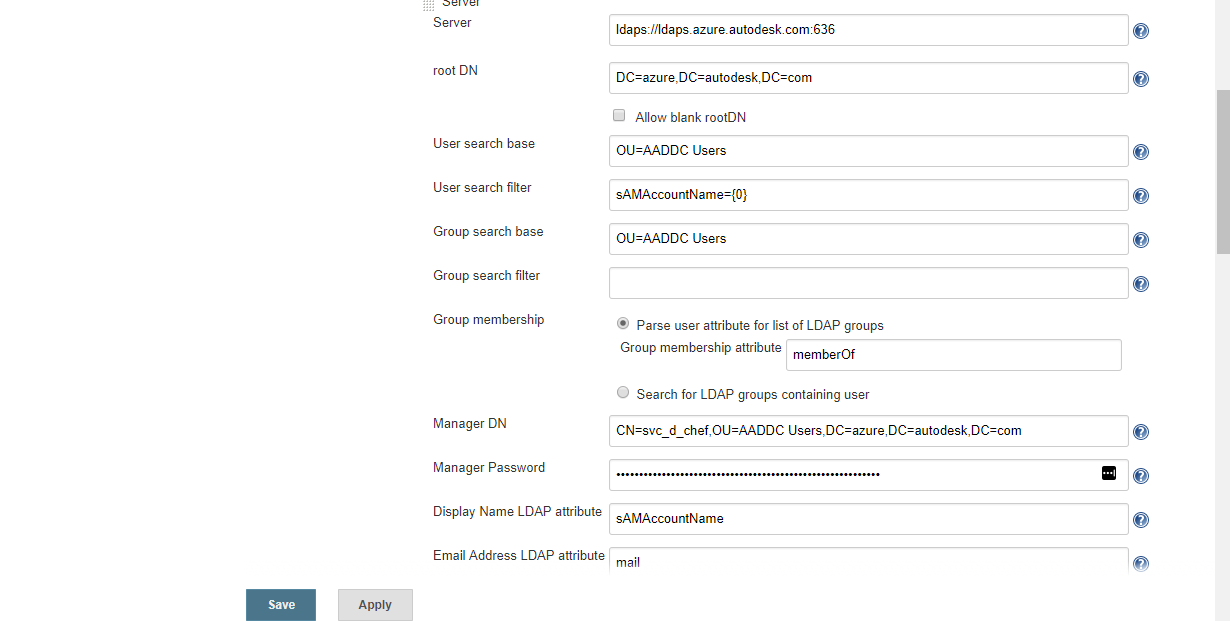 Server
Server
ldaps://ldaps.azure.autodesk.com:636
root DN
DC=azure,DC=autodesk,DC=com
Allow blank rootDN
User search base
OU=AADDC Users
User search filter
sAMAccountName={0}
Group search base
OU=AADDC Users
Group search filter
Group membership
Parse user attribute for list of LDAP groups
Group membership attribute
memberOf
Search for LDAP groups containing user
Manager DN
CN=svc_d_chef,OU=AADDC Users,DC=azure,DC=autodesk,DC=com
Manager Password
Display Name LDAP attribute
sAMAccountName
Email Address LDAP attribute
mail
Save
Apply